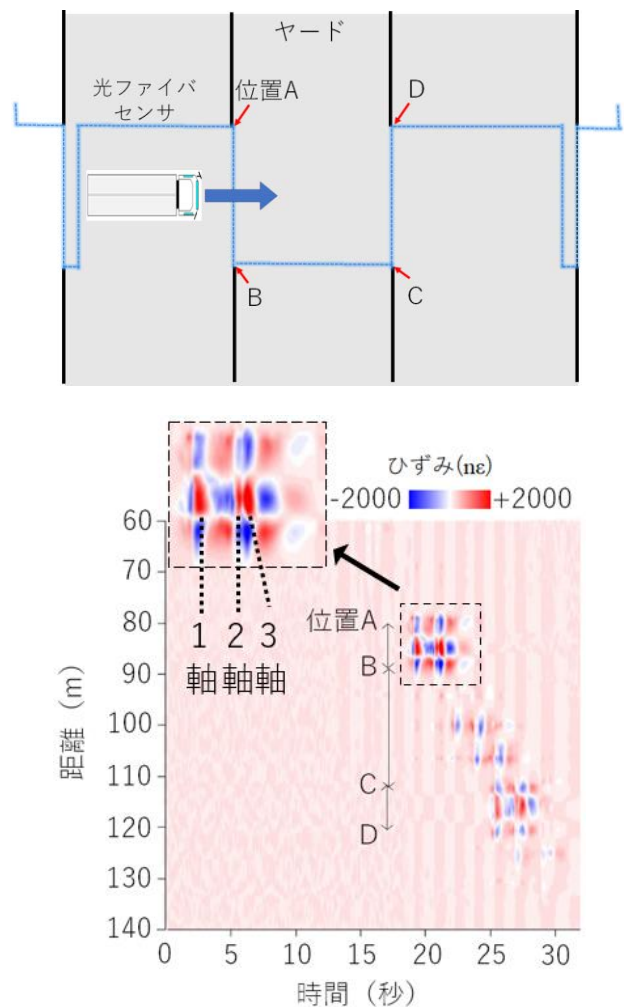 ヤード
光ファイバ
センサ
位置A
D
B
C
ひずみ(nε)
-2000
+2000
60
70
80
90
100
110
120
130
140
距離（m）
1
2
3
軸
軸
軸
位置A
B
C
D
0
5
10
15
20
25
30
時間（秒）